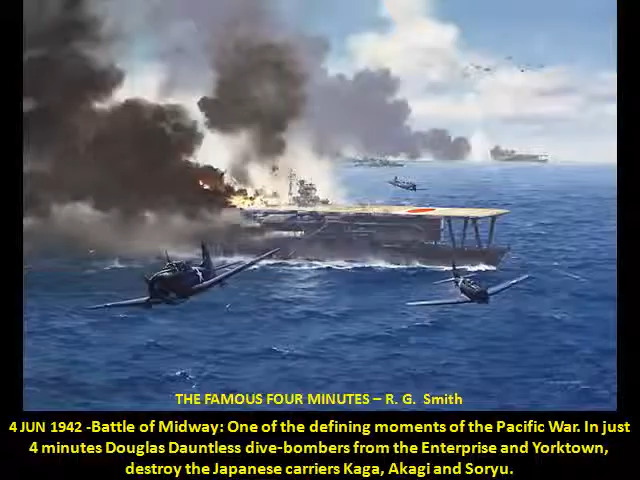 THE FAMOUS FOUR MINUTES – R. G. Smith
4 JUN 1942 -Battle of Midway: One of the defining moments of the Pacific War. In just
4 minutes Douglas Dauntless dive-bombers from the Enterprise and Yorktown,
destroy the Japanese carriers Kaga, Akagi and Soryu.